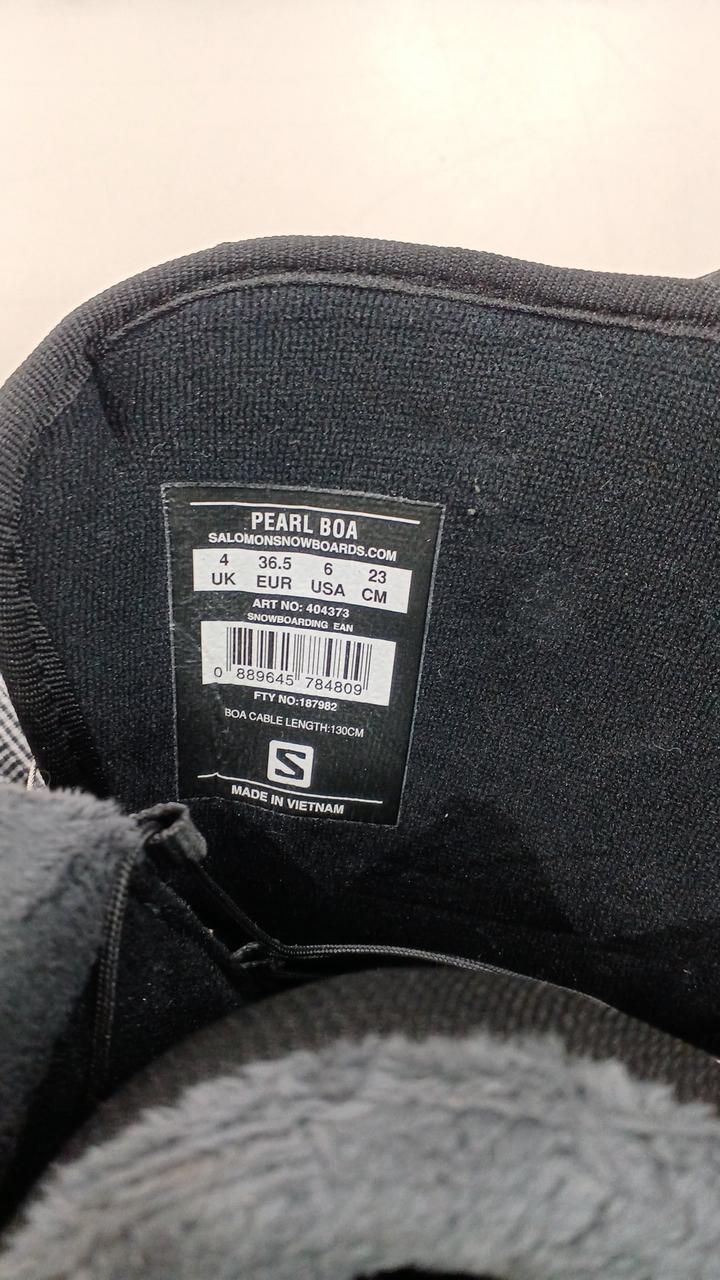 PEARL BOA
SALOMONSNOWBOARDS.COM
4 36.5 6 23
UK EUR USA CM
ART NO: 404373
SNOWBOARDING EAN
0 889645 784809
FTY NO:187982
BOA CABLE LENGTH:130CM
S
MADE IN VIETNAM